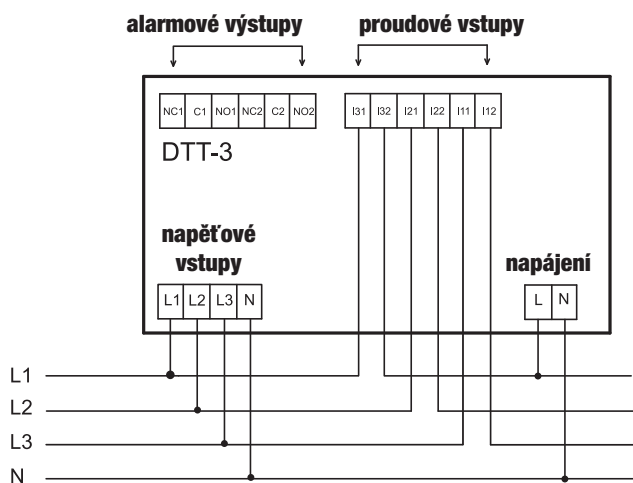 alarmové výstupy proudové vstupy
NC1 C1 NO1 NC2 C2 NO2 I31 I32 I21 I22 I11 I12
DTT-3
napěťové
vstupy
napájení
L1 L2 L3 N L N
L1
L2
L3
N